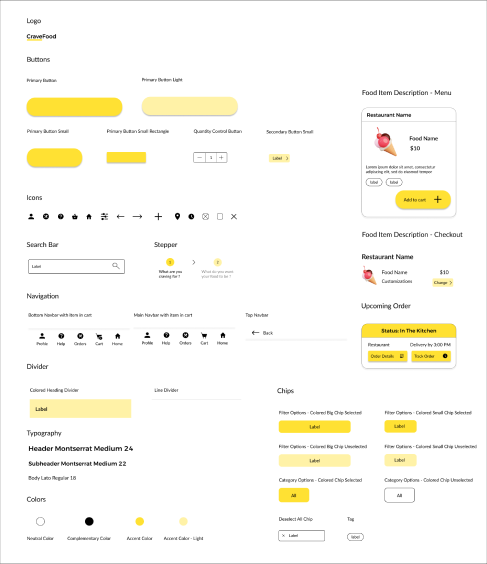 Logo
CraveFood
Buttons
Primary Button
Primary Button Light
Primary Button Small
Primary Button Small Rectangle
Quantity Control Button
Secondary Button Small
1
Label
Icons
Search Bar
Label
Stepper
1
2
What are you
craving for ?
What do you want
your food to be ?
Navigation
Bottom Navbar with item in cart
Main Navbar with item in cart
Top Navbar
Profile
Help
Orders
Cart
Home
Profile
Help
Orders
Cart
Home
Back
Divider
Colored Heading Divider
Line Divider
Label
Typography
Header Montserrat Medium 24
Subheader Montserrat Medium 22
Body Lato Regular 18
Colors
Neutral Color
Complementary Color
Accent Color
Accent Color - Light
Food Item Description - Menu
Restaurant Name
Food Name
$10
Lorem ipsum dolor sit amet, consectetur
adipiscing elit, sed do eiusmod tempor
label
label
Add to cart
Food Item Description - Checkout
Restaurant Name
Food Name
$10
Customizations
Change
Upcoming Order
Status: In The Kitchen
Restaurant
Delivery by 3:00 PM
Order Details
Track Order
Chips
Filter Options - Colored Big Chip Selected
Filter Options - Colored Small Chip Selected
Label
Label
Filter Options - Colored Big Chip Unselected
Filter Options - Colored Small Chip Unselected
Label
Label
Category Options - Colored Chip Selected
Category Options - Colored Chip Unselected
All
All
Deselect All Chip
Tag
Label
label